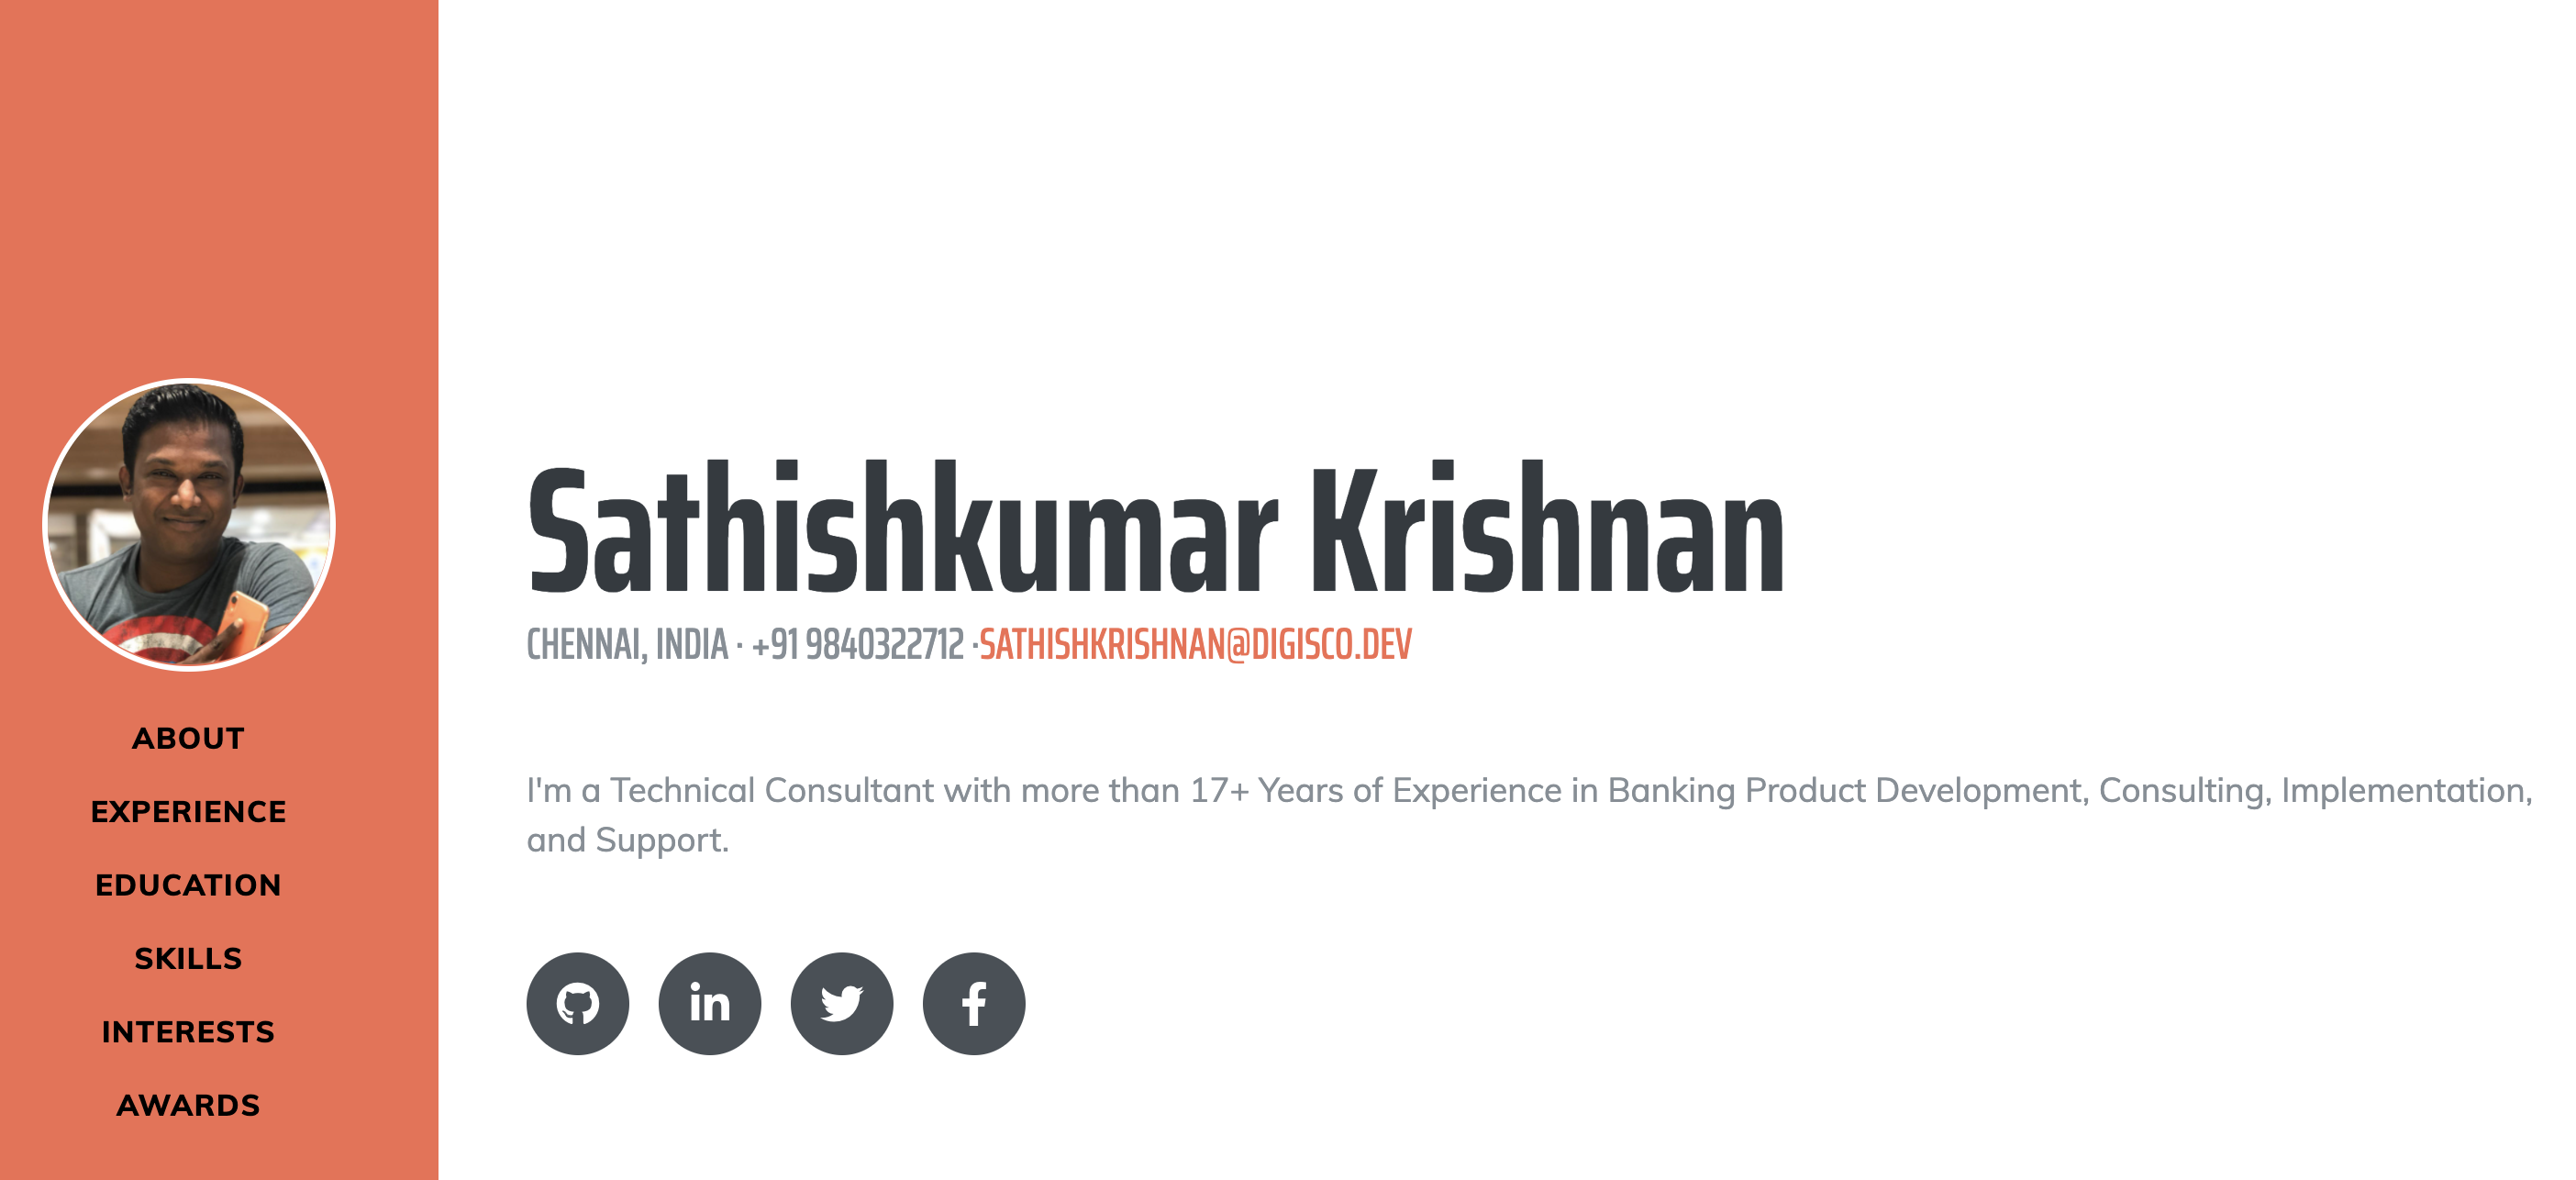 ABOUT
EXPERIENCE
EDUCATION
SKILLS
INTERESTS
AWARDS
Sathishkumar Krishnan
CHENNAI, INDIA · +91 9840322712 ·SATHISHKRISHNAN@DIGISCO.DEV
I'm a Technical Consultant with more than 17+ Years of Experience in Banking Product Development, Consulting, Implementation,
and Support.